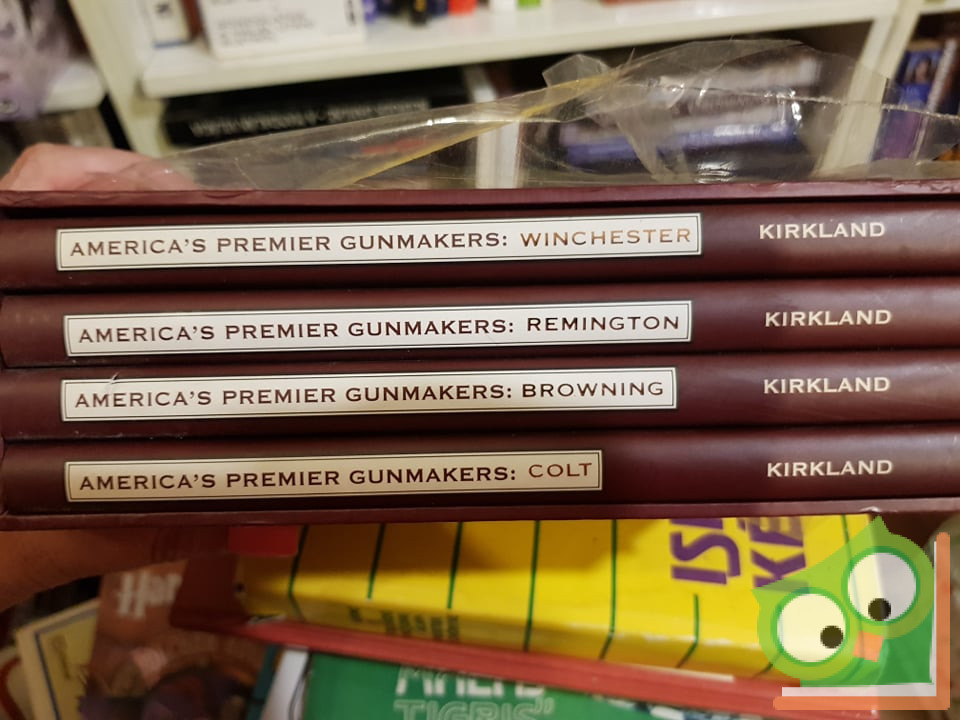 AMERICA'S PREMIER GUNMAKERS: WINCHESTER KIRKLAND
AMERICA'S PREMIER GUNMAKERS: REMINGTON KIRKLAND
AMERICA'S PREMIER GUNMAKERS: BROWNING KIRKLAND
AMERICA'S PREMIER GUNMAKERS: COLT KIRKLAND
TIGRIS